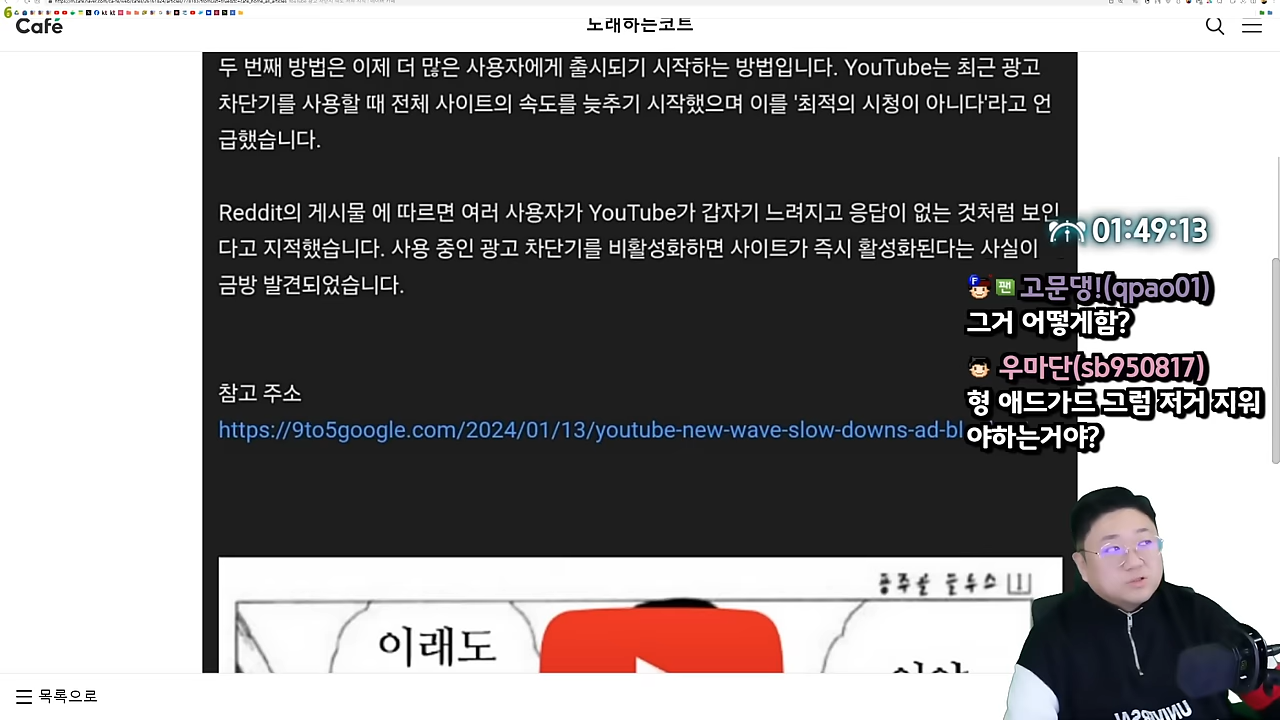 Café
노래하는코트
두 번째 방법은 이제 더 많은 사용자에게 출시되기 시작하는 방법입니다. YouTube는 최근 광고
차단기를 사용할 때 전체 사이트의 속도를 늦추기 시작했으며 이를 '최적의 시청이 아니다'라고 언
급했습니다.
Reddit의 게시물 에 따르면 여러 사용자가 YouTube가 갑자기 느려지고 응답이 없는 것처럼 보인
다고 지적했습니다. 사용 중인 광고 차단기를 비활성화하면 사이트가 즉시 활성화된다는 사실이
금방 발견되었습니다.
01:49:13
고문댕!(qpao01)
그거 어떻게함?
우마단(sb950817)
형 애드가드 그럼 저거 지워
야하는거야?
참고 주소
https://9to5google.com/2024/01/13/youtube-new-wave-slow-downs-ad-bl
이래도
목록으로